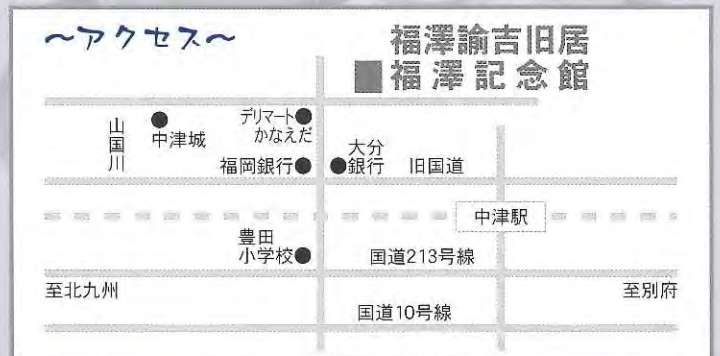 ～アクセス～
福澤諭吉旧居
福澤記念館
山国川
中津城
デリマート
かなえだ
福岡銀行
大分
銀行
旧国道
中津駅
豊田
小学校
国道213号線
至北九州
至別府
国道10号線